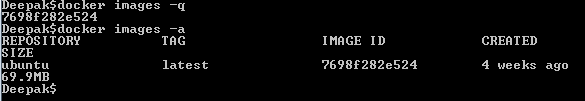 Deepak$docker images -q
7698f282e524
Deepak$docker images -a
REPOSITORY TAG IMAGE ID CREATED
SIZE
ubuntu latest 7698f282e524 4 weeks ago
69.9MB
Deepak$